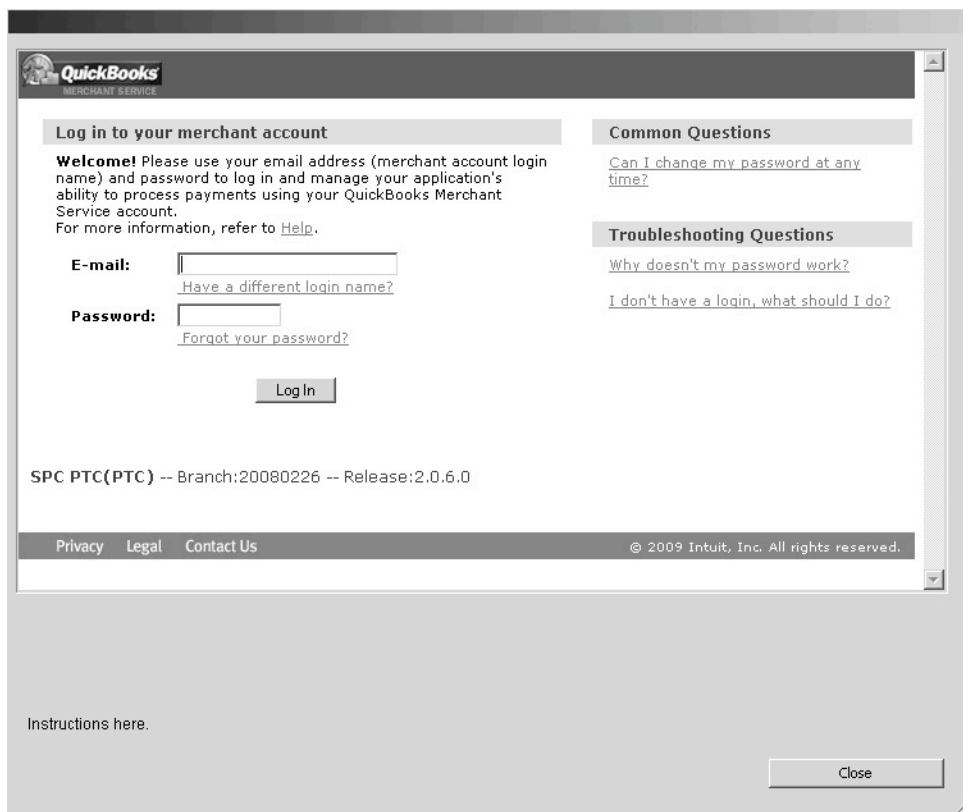 QuickBooks
MERCHANT SERVICE
Log in to your merchant account
Welcome! Please use your email address (merchant account login
name) and password to log in and manage your application's
ability to process payments using your QuickBooks Merchant
Service account.
For more information, refer to Help.
E-mail:
Have a different login name?
Password:
Forgot your password?
Log In
Common Questions
Can I change my password at any
time?
Troubleshooting Questions
Why doesn't my password work?
I don't have a login, what should I do?
SPC PTC(PTC) -- Branch:20080226 -- Release:2.0.6.0
Privacy Legal Contact Us
© 2009 Intuit, Inc. All rights reserved.
Instructions here.
Close